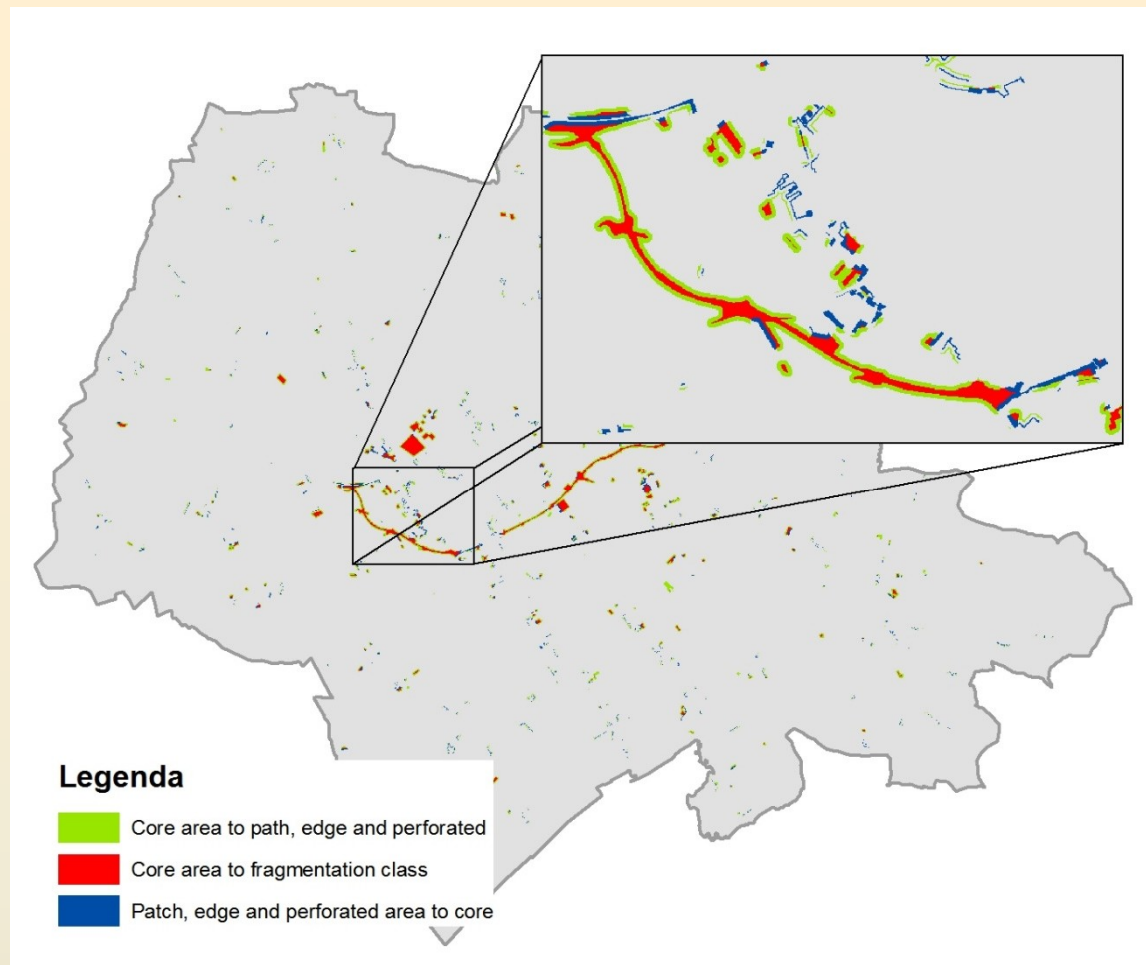 Legenda
Core area to path, edge and perforated
Core area to fragmentation class
Patch, edge and perforated area to core